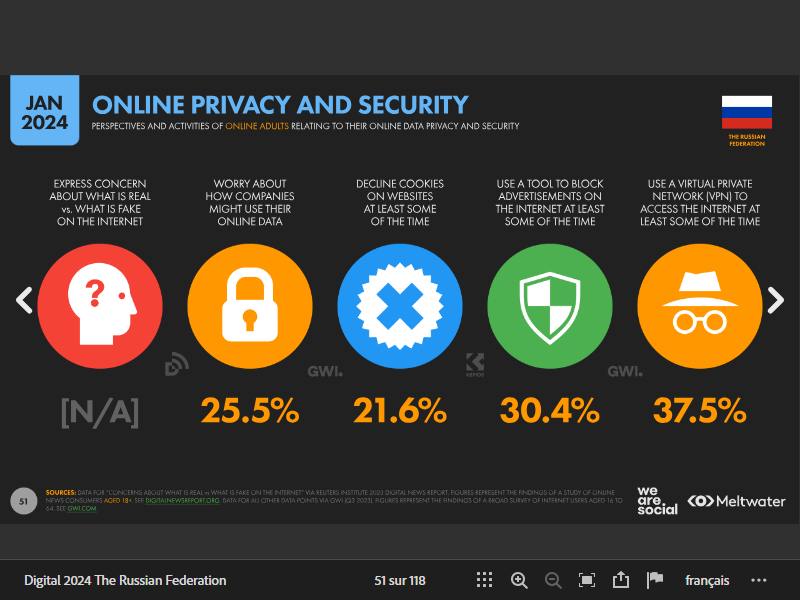 JAN
2024
ONLINE PRIVACY AND SECURITY
PERSPECTIVES AND ACTIVITIES OF ONLINE ADULTS RELATING TO THEIR ONLINE DATA PRIVACY AND SECURITY
THE RUSSIAN
FEDERATION
EXPRESS CONCERN
ABOUT WHAT IS REAL
vs. WHAT IS FAKE
ON THE INTERNET
WORRY ABOUT
HOW COMPANIES
MIGHT USE THEIR
ONLINE DATA
DECLINE COOKIES
ON WEBSITES
AT LEAST SOME
OF THE TIME
USE A TOOL TO BLOCK
ADVERTISEMENTS ON
THE INTERNET AT LEAST
SOME OF THE TIME
USE A VIRTUAL PRIVATE
NETWORK (VPN) TO
ACCESS THE INTERNET AT
LEAST SOME OF THE TIME
?
GWI.
KEPIOS
GWI.
[N/A]
25.5%
21.6%
30.4%
37.5%
51
SOURCES: DATA FOR "CONCERNS ABOUT WHAT IS REAL vs WHAT IS FAKE ON THE INTERNET" VIA REUTERS INSTITUTE 2023 DIGITAL NEWS REPORT. FIGURES REPRESENT THE FINDINGS OF A STUDY OF ONLINE
NEWS CONSUMERS AGED 18+. SEE DIGITALNEWSREPORT.ORG. DATA FOR ALL OTHER DATA POINTS VIA GWI (Q3 2023). FIGURES REPRESENT THE FINDINGS OF A BROAD SURVEY OF INTERNET USERS AGED 16 TO
64. SEE GWI.COM.
we
are.
social
Meltwater
Digital 2024 The Russian Federation
51 sur 118
français